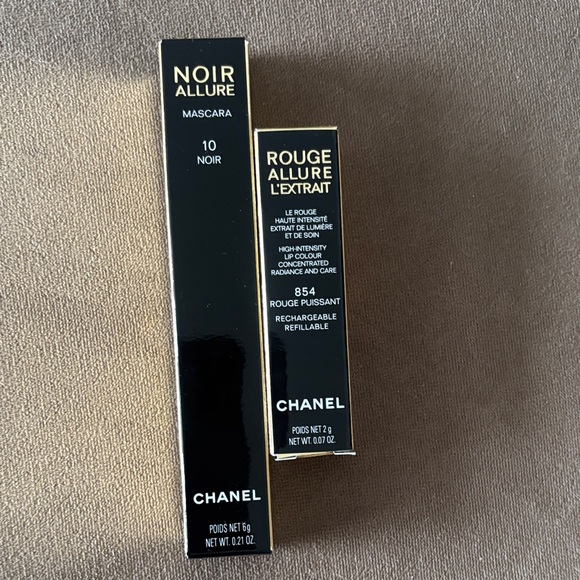 NOIR
ALLURE
MASCARA
10
NOIR
CHANEL
POIDS NET 6g
NET WT. 0.21 OZ.
ROUGE
ALLURE
L'EXTRAIT
LE ROUGE
HAUTE INTENSITÉ
EXTRAIT DE LUMIÈRE
ET DE SOIN
HIGH-INTENSITY
LIP COLOUR
CONCENTRATED
RADIANCE AND CARE
854
ROUGE PUISSANT
RECHARGEABLE
REFILLABLE
CHANEL
POIDS NET 2 g
NET WT. 0.07 OZ.